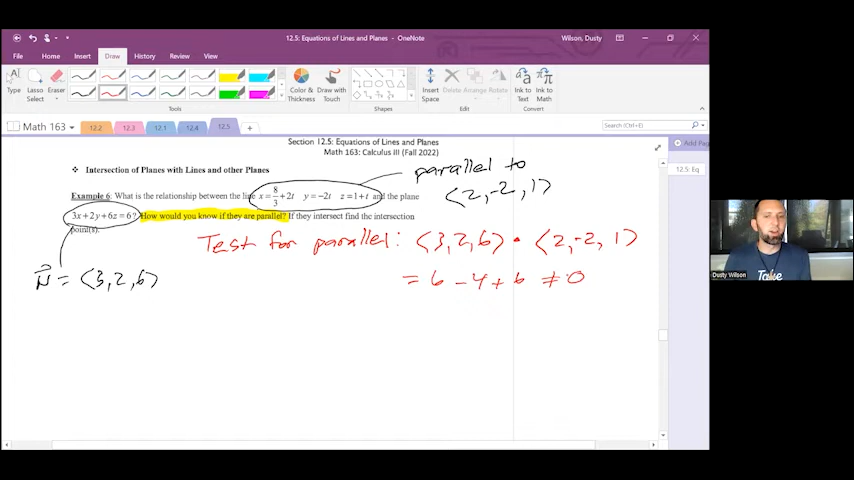 12.5: Equations of Lines and Planes - OneNote
Wilson, Dusty
File Home Insert Draw History Review View
Type
Lasso Select
Eraser
Color & Thickness
Draw with Touch
Insert Space
Delete
Arrange
Rotate
Ink to Text
Ink to Math
Tools
Shapes
Edit
Convert
Math 163
12.2 12.3 12.1 12.4 12.5 +
Search (Ctrl+E)
Add Page
12.5: Eq
Section 12.5: Equations of Lines and Planes
Math 163: Calculus III (Fall 2022)
❖ Intersection of Planes with Lines and other Planes
parallel to
⟨2,-2,1⟩
Example 6: What is the relationship between the line x = 8/3 + 2t y = -2t z = 1 + t and the plane
3x + 2y + 6z = 6? How would you know if they are parallel? If they intersect find the intersection
point(s).
Test for parallel: ⟨3,2,6⟩ • ⟨2,-2,1⟩
= 6 - 4 + 6 ≠ 0
N⃗ = ⟨3,2,6⟩
Dusty Wilson